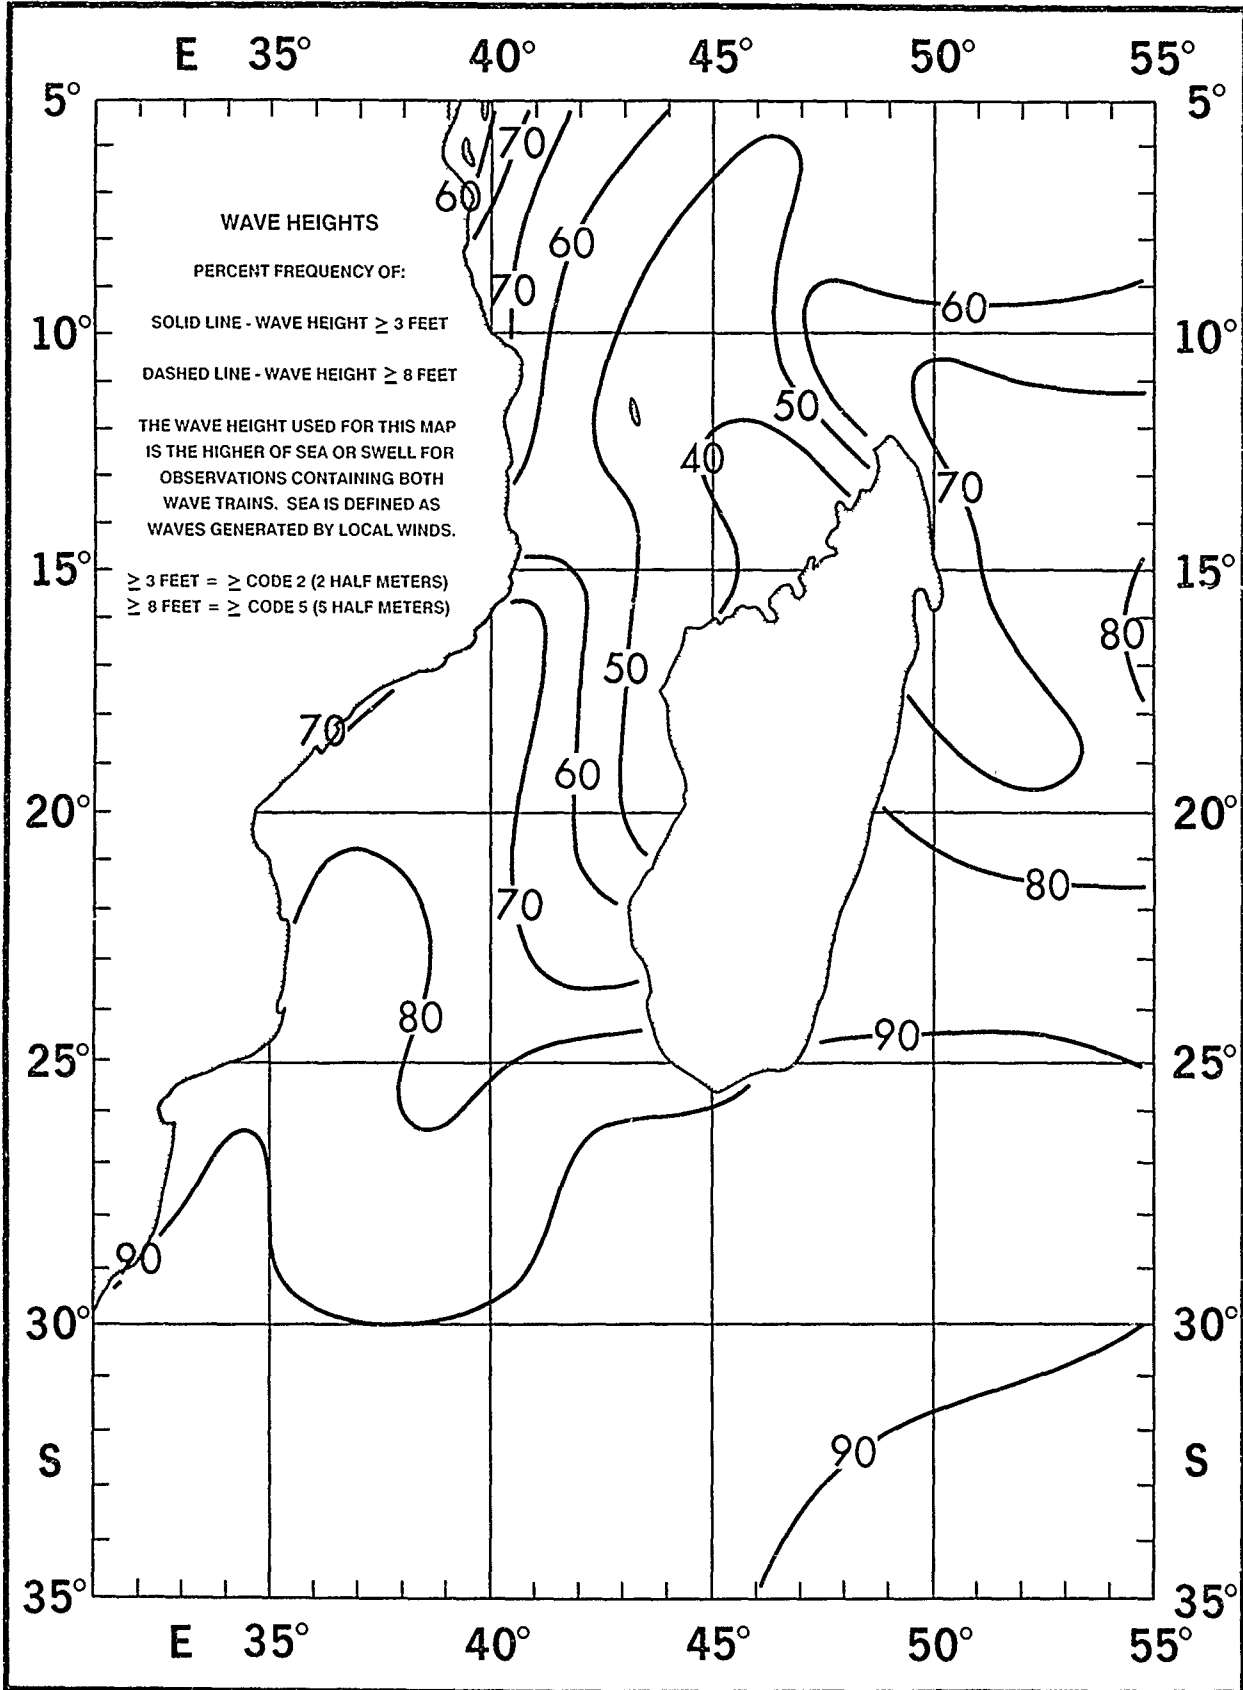 E 35° 40° 45° 50° 55°
5° 5°
70
60
WAVE HEIGHTS
60
PERCENT FREQUENCY OF:
70
60
SOLID LINE - WAVE HEIGHT ≥ 3 FEET
10° 10°
DASHED LINE - WAVE HEIGHT ≥ 8 FEET
50
THE WAVE HEIGHT USED FOR THIS MAP
IS THE HIGHER OF SEA OR SWELL FOR
40
OBSERVATIONS CONTAINING BOTH
70
WAVE TRAINS. SEA IS DEFINED AS
WAVES GENERATED BY LOCAL WINDS.
15° 15°
≥ 3 FEET = ≥ CODE 2 (2 HALF METERS)
≥ 8 FEET = ≥ CODE 5 (5 HALF METERS)
80
50
70
60
20° 20°
80
70
80
90
25° 25°
90
30° 30°
90
S S
35° 35°
E 35° 40° 45° 50° 55°